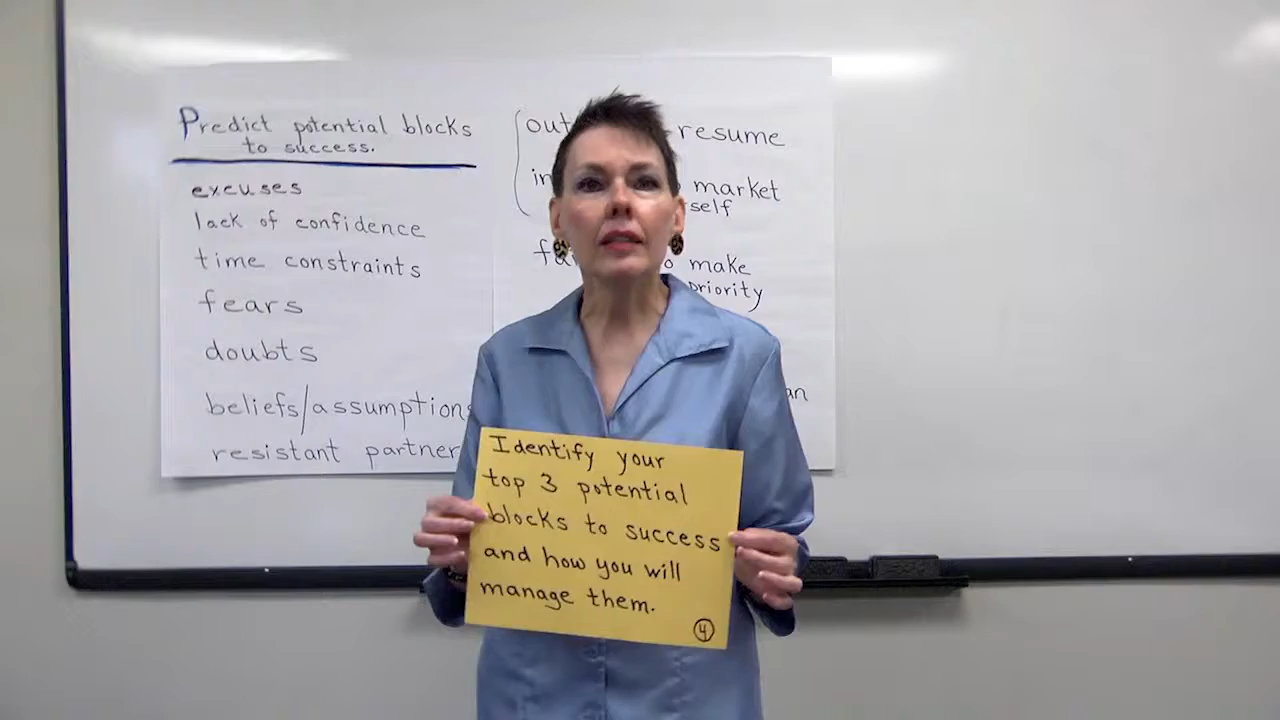 Predict potential blocks
to success.
excuses
lack of confidence
time constraints
fears
doubts
beliefs/assumptions
resistant partner
resume
market
make
priority
Identify your
top 3 potential
blocks to success
and how you will
manage them.
4